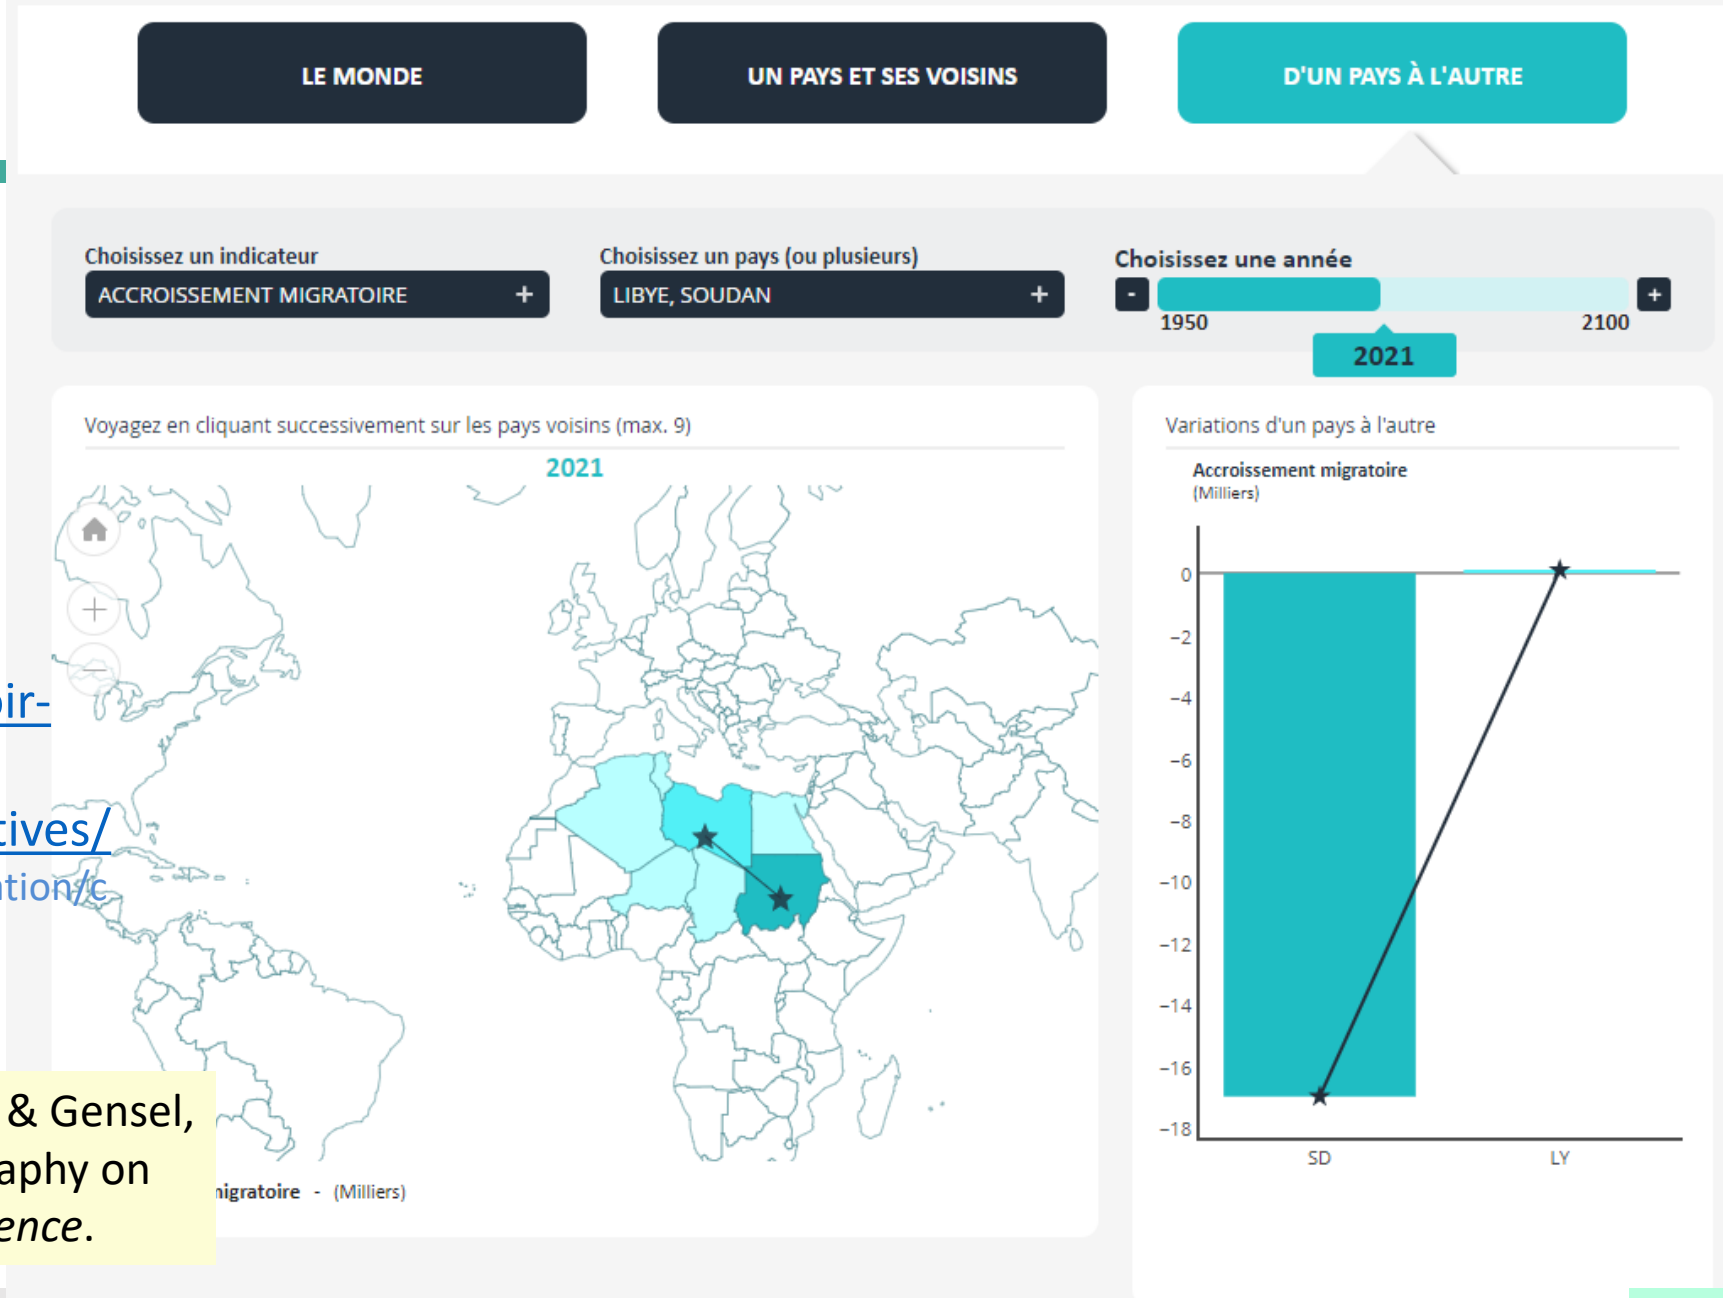 LE MONDE
UN PAYS ET SES VOISINS
D'UN PAYS À L'AUTRE
Choisissez un indicateur
ACCROISSEMENT MIGRATOIRE +
Choisissez un pays (ou plusieurs)
LIBYE, SOUDAN +
Choisissez une année
- +
1950 2100
2021
Voyagez en cliquant successivement sur les pays voisins (max. 9)
2021
oir-
tives/
ation/c
& Gensel,
aphy on
ence.
nigratoire - (Milliers)
Variations d'un pays à l'autre
Accroissement migratoire
(Milliers)
0
−2
−4
−6
−8
−10
−12
−14
−16
−18
SD LY